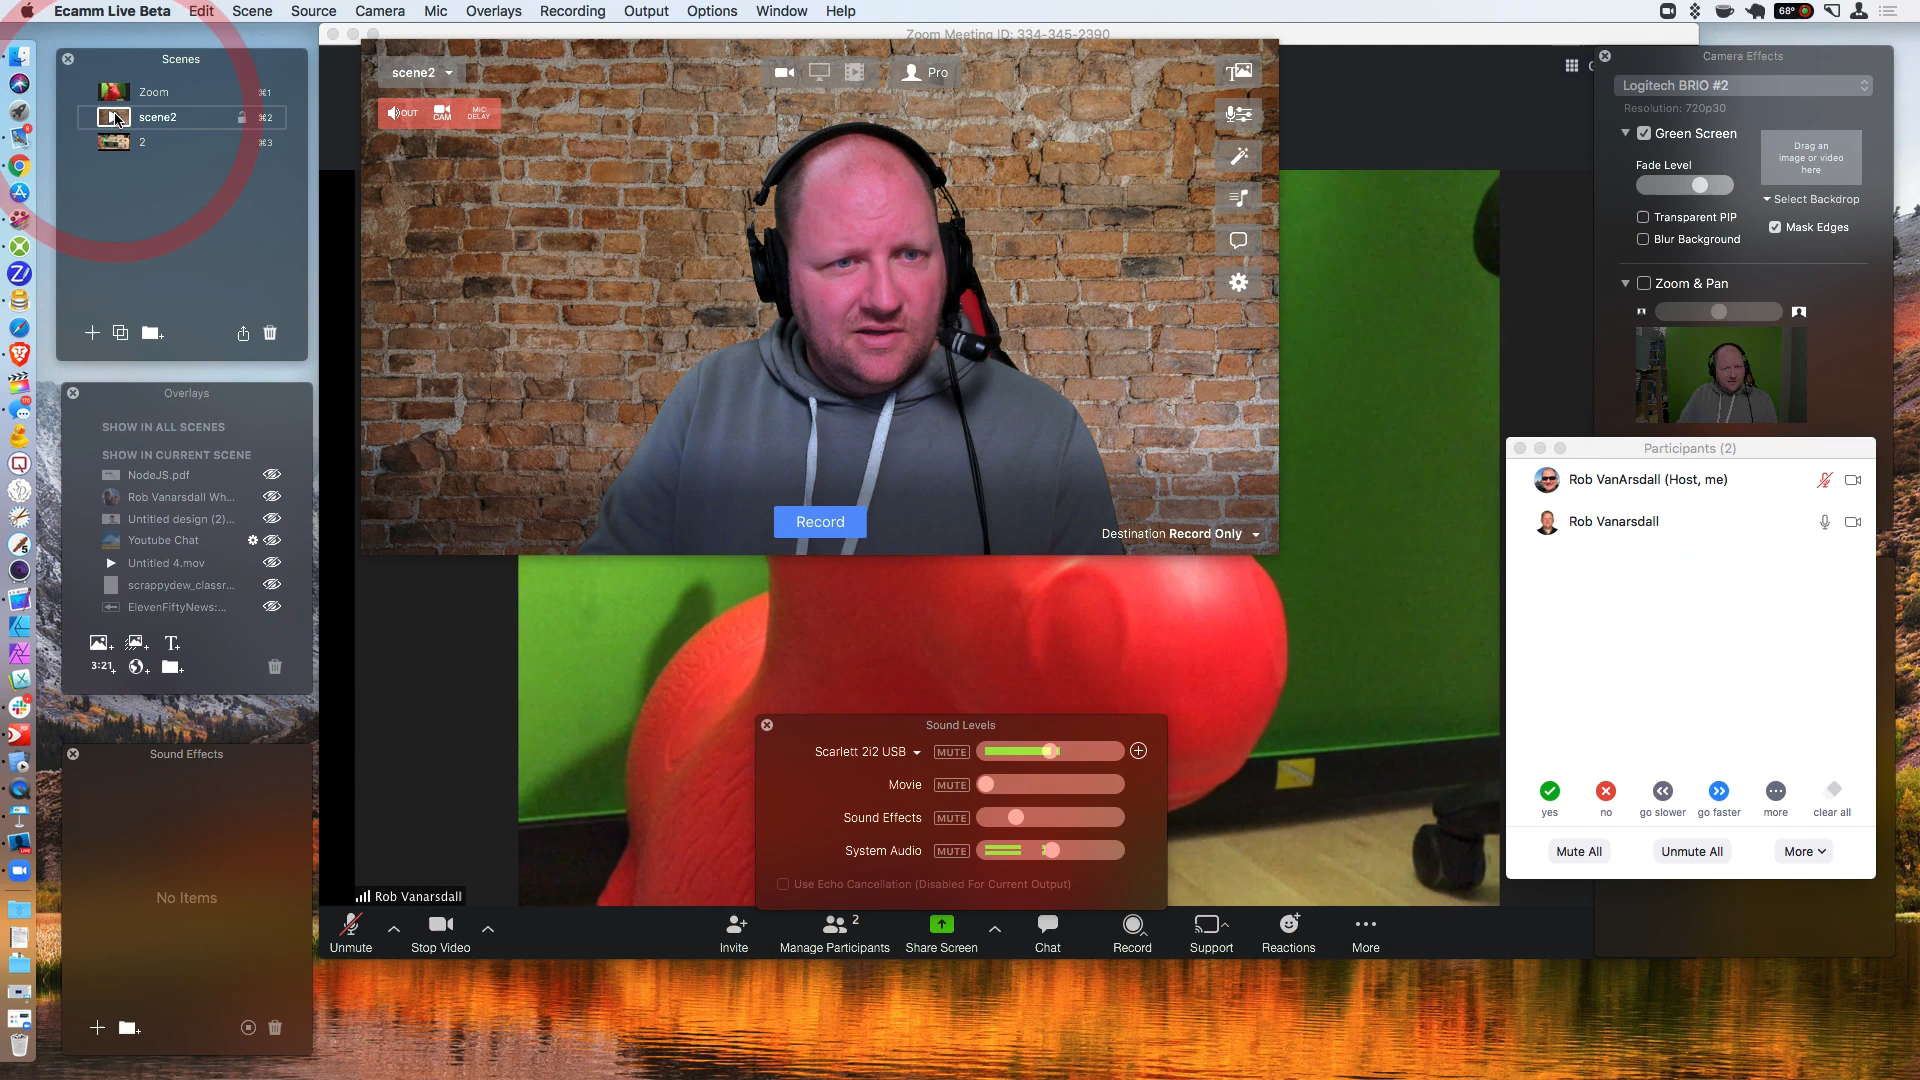 Ecamm Live Beta Edit Scene Source Camera Mic Overlays Recording Output Options Window Help
68°
Zoom Meeting ID: 334-345-2390
Scenes
Zoom ⌘1
scene2 ⌘2
2 ⌘3
scene2
Pro
OUT CAM MIC DELAY
Record
Destination Record Only
Overlays
SHOW IN ALL SCENES
SHOW IN CURRENT SCENE
NodeJS.pdf
Rob Vanarsdall Wh...
Untitled design (2)...
Youtube Chat
Untitled 4.mov
scrappydew_classr...
ElevenFiftyNews:...
T+
3:21+
Sound Effects
No Items
Camera Effects
Logitech BRIO #2
Resolution: 720p30
Green Screen
Drag an
image or video
here
Fade Level
Select Backdrop
Transparent PIP
Mask Edges
Blur Background
Zoom & Pan
Participants (2)
Rob VanArsdall (Host, me)
Rob Vanarsdall
yes no go slower go faster more clear all
Mute All Unmute All More
Sound Levels
Scarlett 2i2 USB MUTE
Movie MUTE
Sound Effects MUTE
System Audio MUTE
Use Echo Cancellation (Disabled For Current Output)
Rob Vanarsdall
2
Unmute Stop Video Invite Manage Participants Share Screen Chat Record Support Reactions More